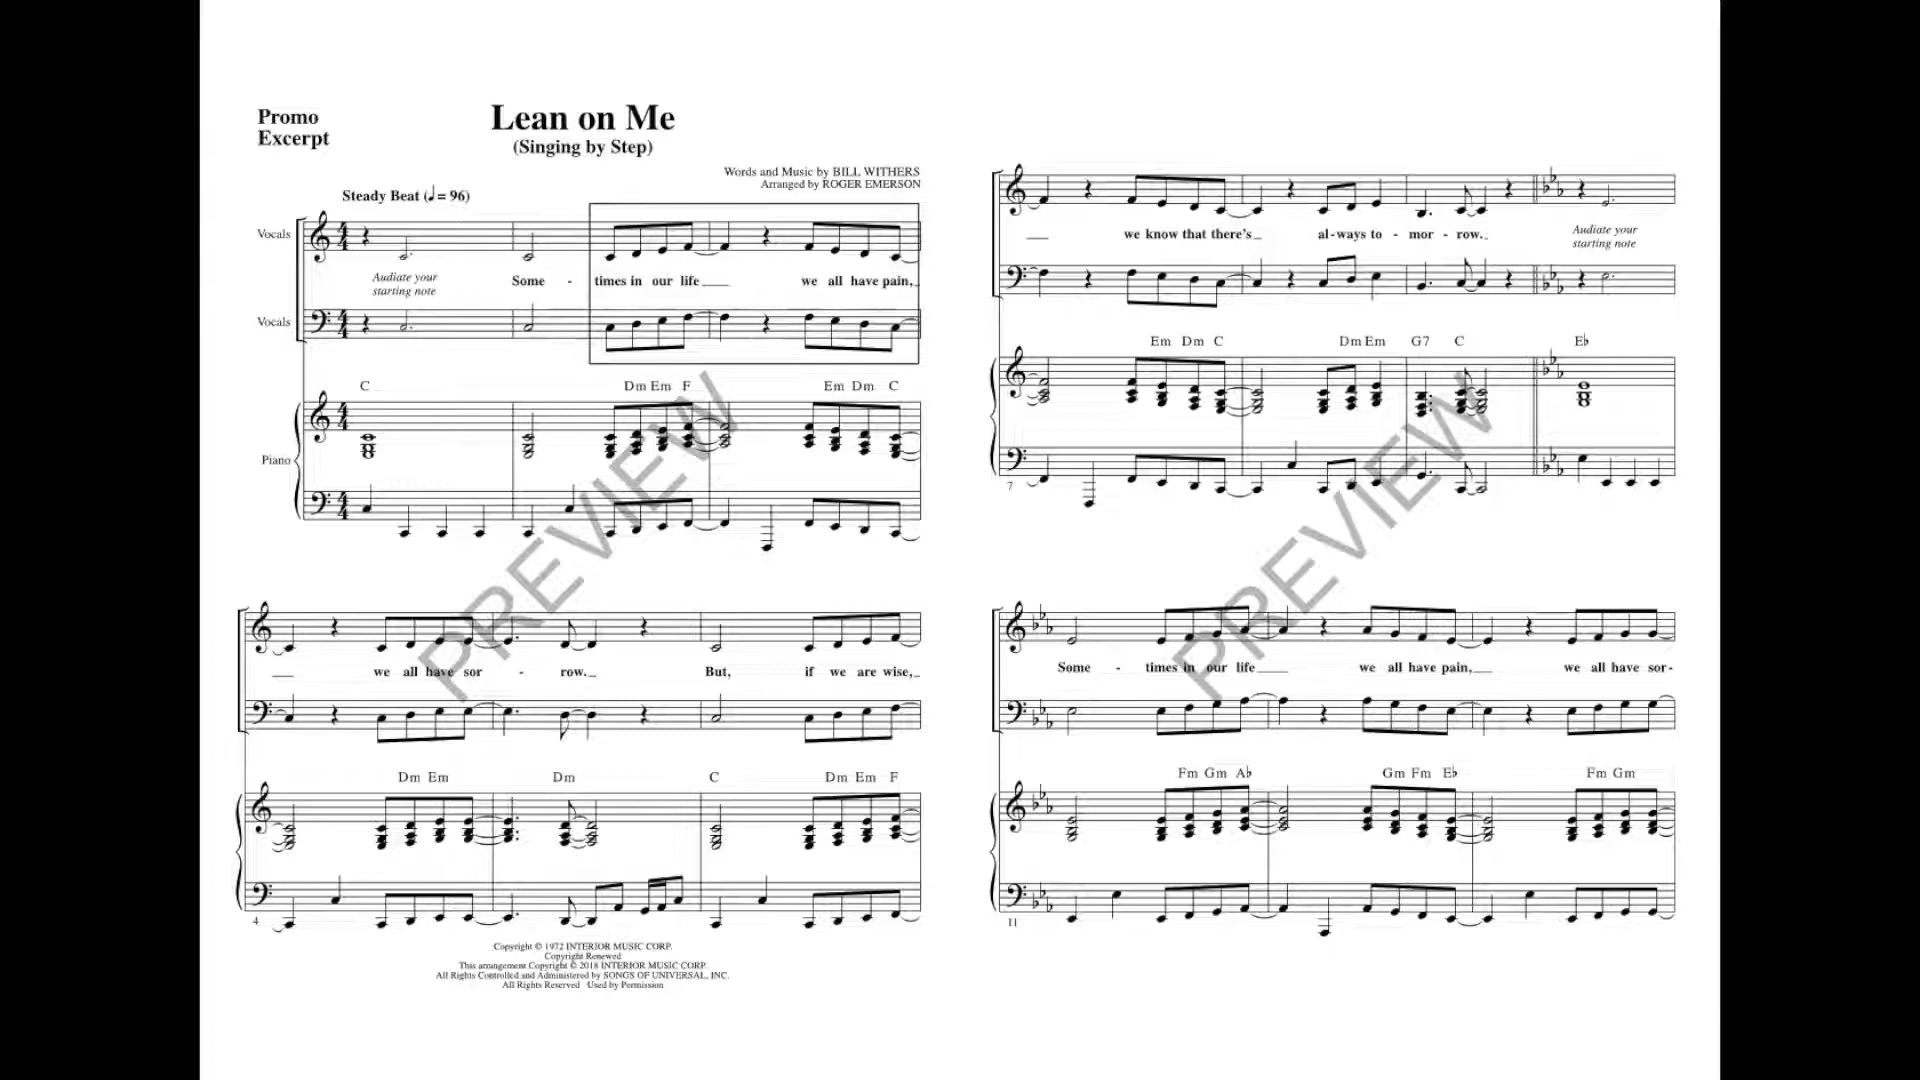 Promo
Excerpt
Lean on Me
(Singing by Step)
Words and Music by BILL WITHERS
Arranged by ROGER EMERSON
Steady Beat (♩= 96)
Vocals
Audiate your
starting note
Some - times in our life ___ we all have pain,_
Vocals
C Dm Em F Em Dm C
Piano
PREVIEW
we all have sor - row._ But, if we are wise,_
Dm Em Dm C Dm Em F
4
Copyright © 1972 INTERIOR MUSIC CORP.
Copyright Renewed
This arrangement Copyright © 2018 INTERIOR MUSIC CORP.
All Rights Controlled and Administered by SONGS OF UNIVERSAL, INC.
All Rights Reserved Used by Permission
we know that there's_ al-ways to - mor - row._
Audiate your
starting note
Em Dm C Dm Em G7 C E♭
7
PREVIEW
Some - times in our life ___ we all have pain,__ we all have sor-
Fm Gm A♭ Gm Fm E♭ Fm Gm
11